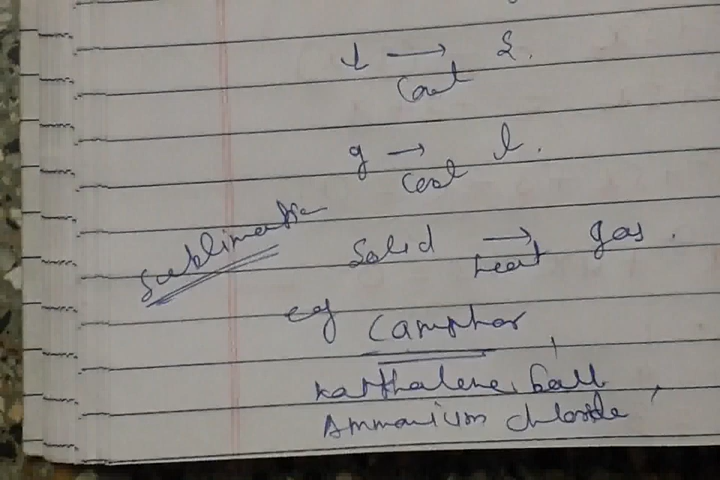 l → S.
Cool
g → l.
Cool
Sublimation Solid → gas.
heat
eg Camphor,
Napthalene ball,
Ammonium chloride